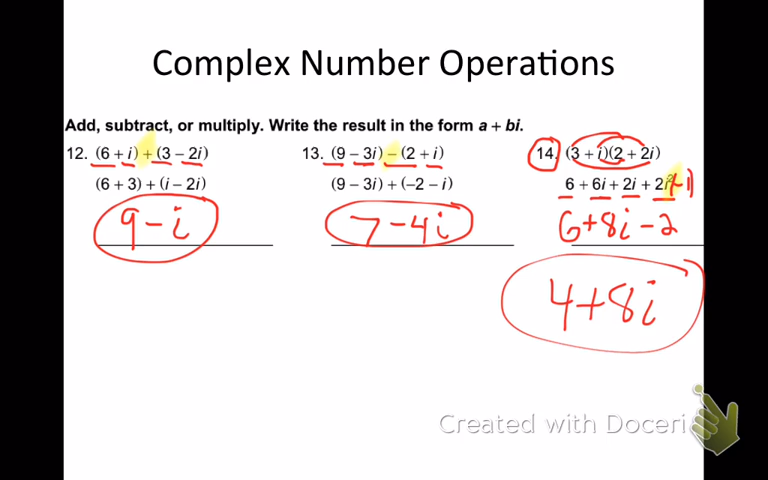 Complex Number Operations
Add, subtract, or multiply. Write the result in the form a + bi.
12. (6 + i) + (3 − 2i)
(6 + 3) + (i − 2i)
9 − i
13. (9 − 3i) − (2 + i)
(9 − 3i) + (−2 − i)
7 − 4i
14. (3 + i)(2 + 2i)
6 + 6i + 2i + 2i² (−1)
6 + 8i − 2
4 + 8i
Created with Doceri